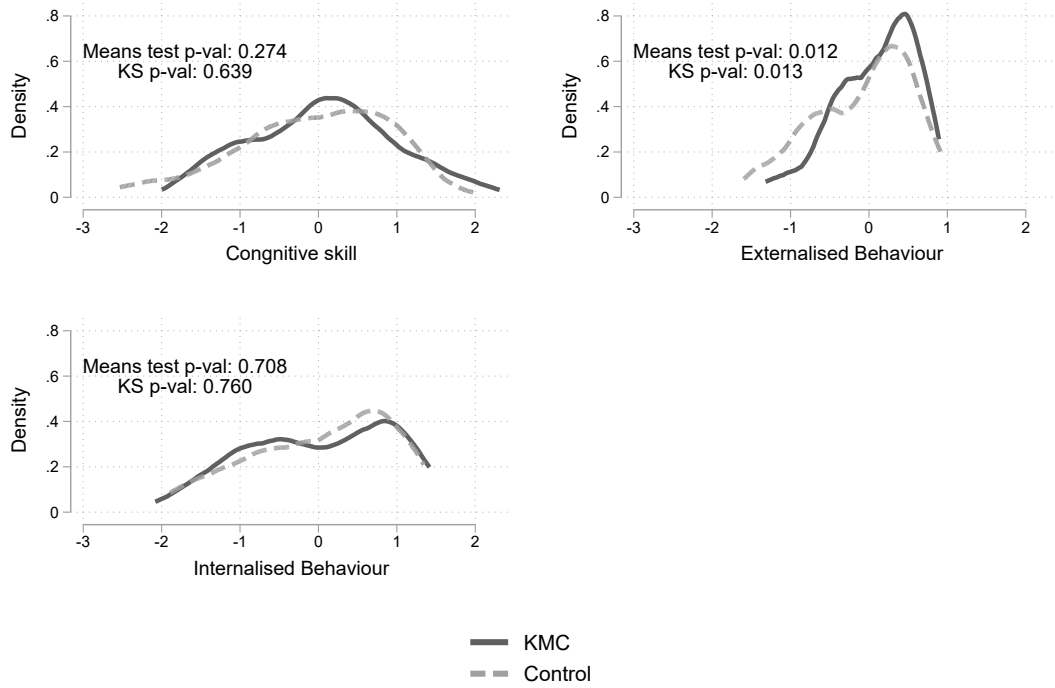 .8
Means test p-val: 0.274
KS p-val: 0.639
.6
.4
.2
0
Density
-3 -2 -1 0 1 2
Congnitive skill
.8
Means test p-val: 0.012
KS p-val: 0.013
.6
.4
.2
0
Density
-3 -2 -1 0 1 2
Externalised Behaviour
.8
Means test p-val: 0.708
KS p-val: 0.760
.6
.4
.2
0
Density
-3 -2 -1 0 1 2
Internalised Behaviour
KMC
Control